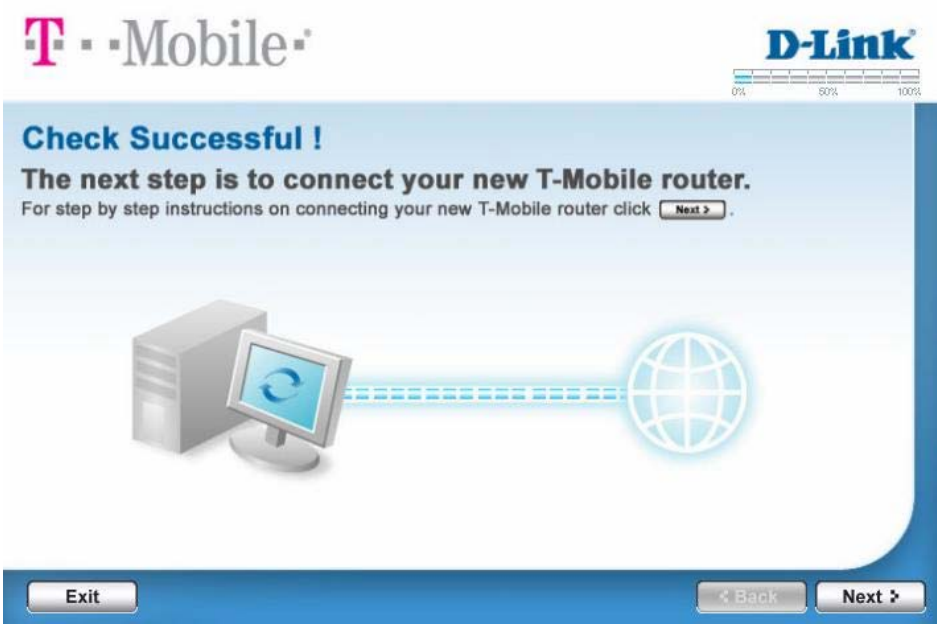 T · · Mobile ·
D-Link
0% 50% 100%
Check Successful !
The next step is to connect your new T-Mobile router.
For step by step instructions on connecting your new T-Mobile router click Next > .
Exit
< Back
Next >